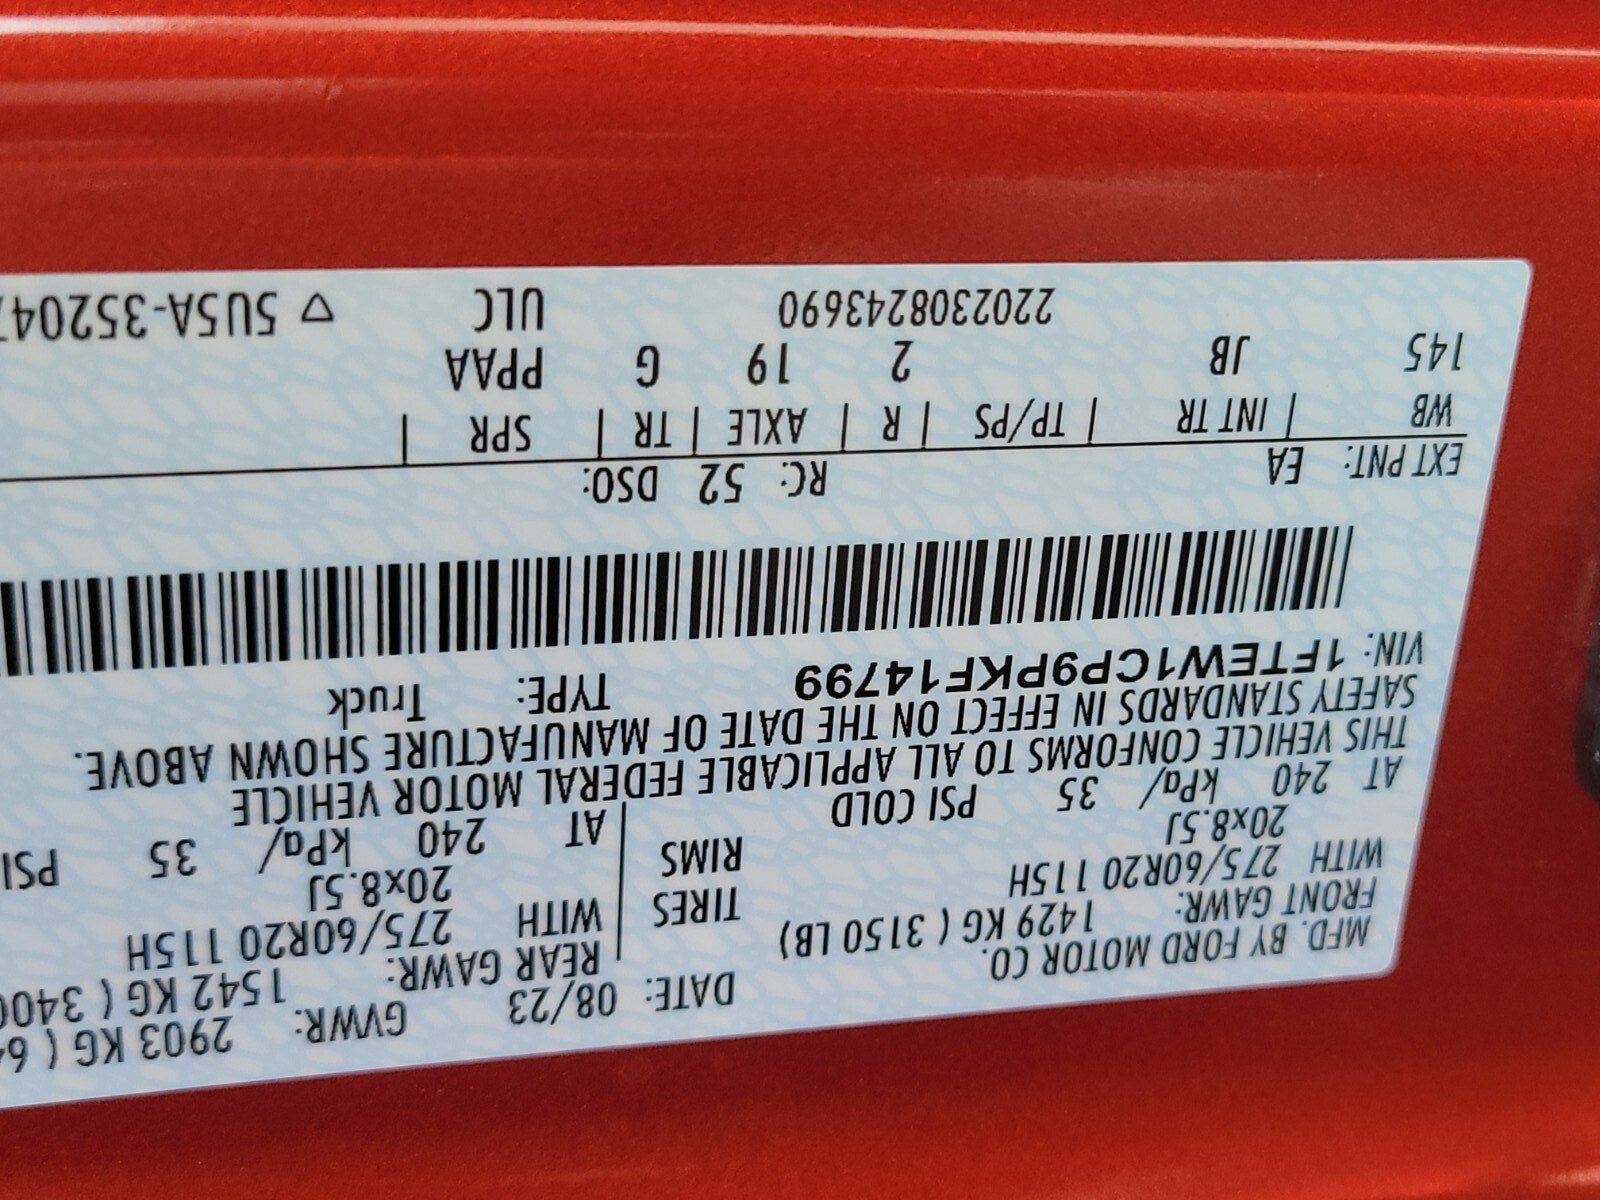 MFD. BY FORD MOTOR CO.
DATE: 08/23 GVWR: 2903 KG (
FRONT GAWR: 1429 KG ( 3150 LB) REAR GAWR: 1542 KG ( 3400
WITH 275/60R20 115H TIRES WITH 275/60R20 115H
20x8.5J RIMS 20x8.5J
AT 240 kPa/ 35 PSI COLD AT 240 kPa/ 35 PSI
THIS VEHICLE CONFORMS TO ALL APPLICABLE FEDERAL MOTOR VEHICLE
SAFETY STANDARDS IN EFFECT ON THE DATE OF MANUFACTURE SHOWN ABOVE.
VIN: 1FTEW1CP9PKF14799 TYPE: Truck
EXT PNT: EA RC: 52 DSO:
WB | INT TR | TP/PS | R | AXLE | TR | SPR |
145 JB 2 19 G PPAA
2202308243690 ULC ▽ 5U5A-352047